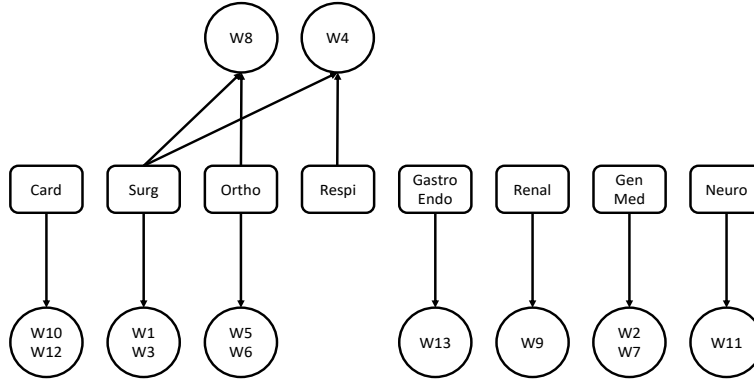 W8
W4
Card
Surg
Ortho
Respi
Gastro
Endo
Renal
Gen
Med
Neuro
W10
W12
W1
W3
W5
W6
W13
W9
W2
W7
W11